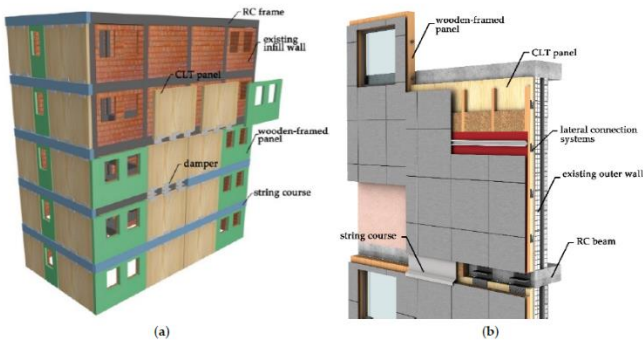 RC frame
existing
infill wall
CLT panel
wooden-framed
panel
damper
string course
(a)
wooden-framed
panel
CLT panel
lateral connection
systems
existing outer wall
string course
RC beam
(b)